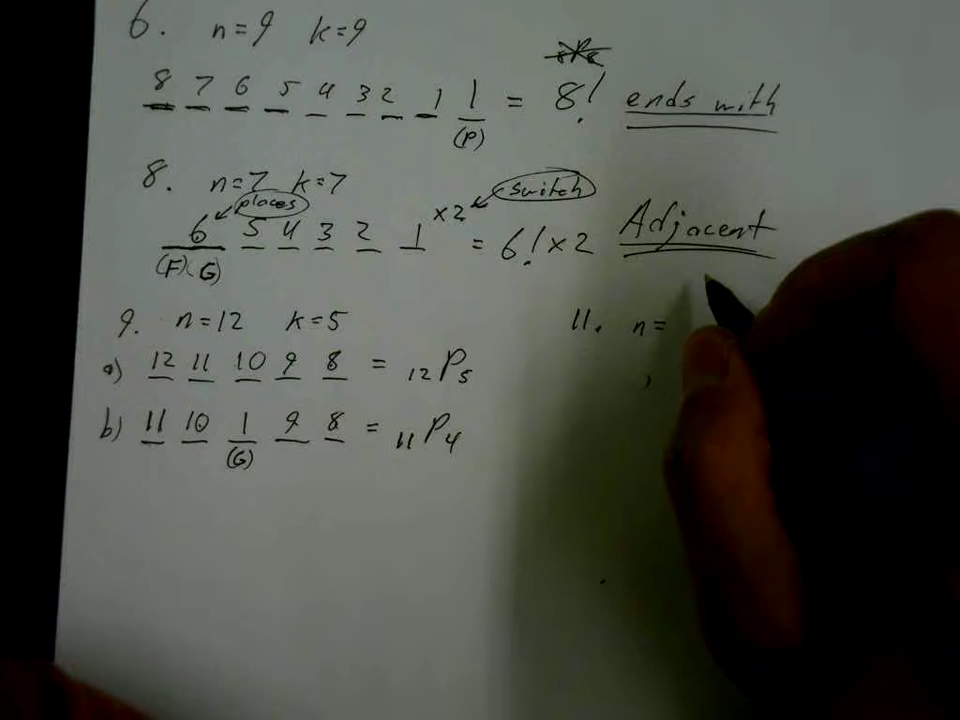 6. n=9 k=9
8 7 6 5 4 3 2 1 1 = 8! ends with
(P)
8. n=7 k=7
places switch
6 5 4 3 2 1 ×2 = 6!×2 Adjacent
(F)(G)
9. n=12 k=5
a) 12 11 10 9 8 = 12P5
b) 11 10 1 9 8 = 11P4
(G)
11. n=